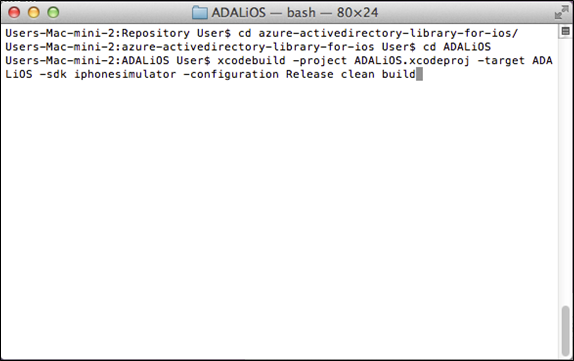 ADALiOS — bash — 80×24
Users-Mac-mini-2:Repository User$ cd azure-activedirectory-library-for-ios/
Users-Mac-mini-2:azure-activedirectory-library-for-ios User$ cd ADALiOS
Users-Mac-mini-2:ADALiOS User$ xcodebuild -project ADALiOS.xcodeproj -target ADA
LiOS -sdk iphonesimulator -configuration Release clean build